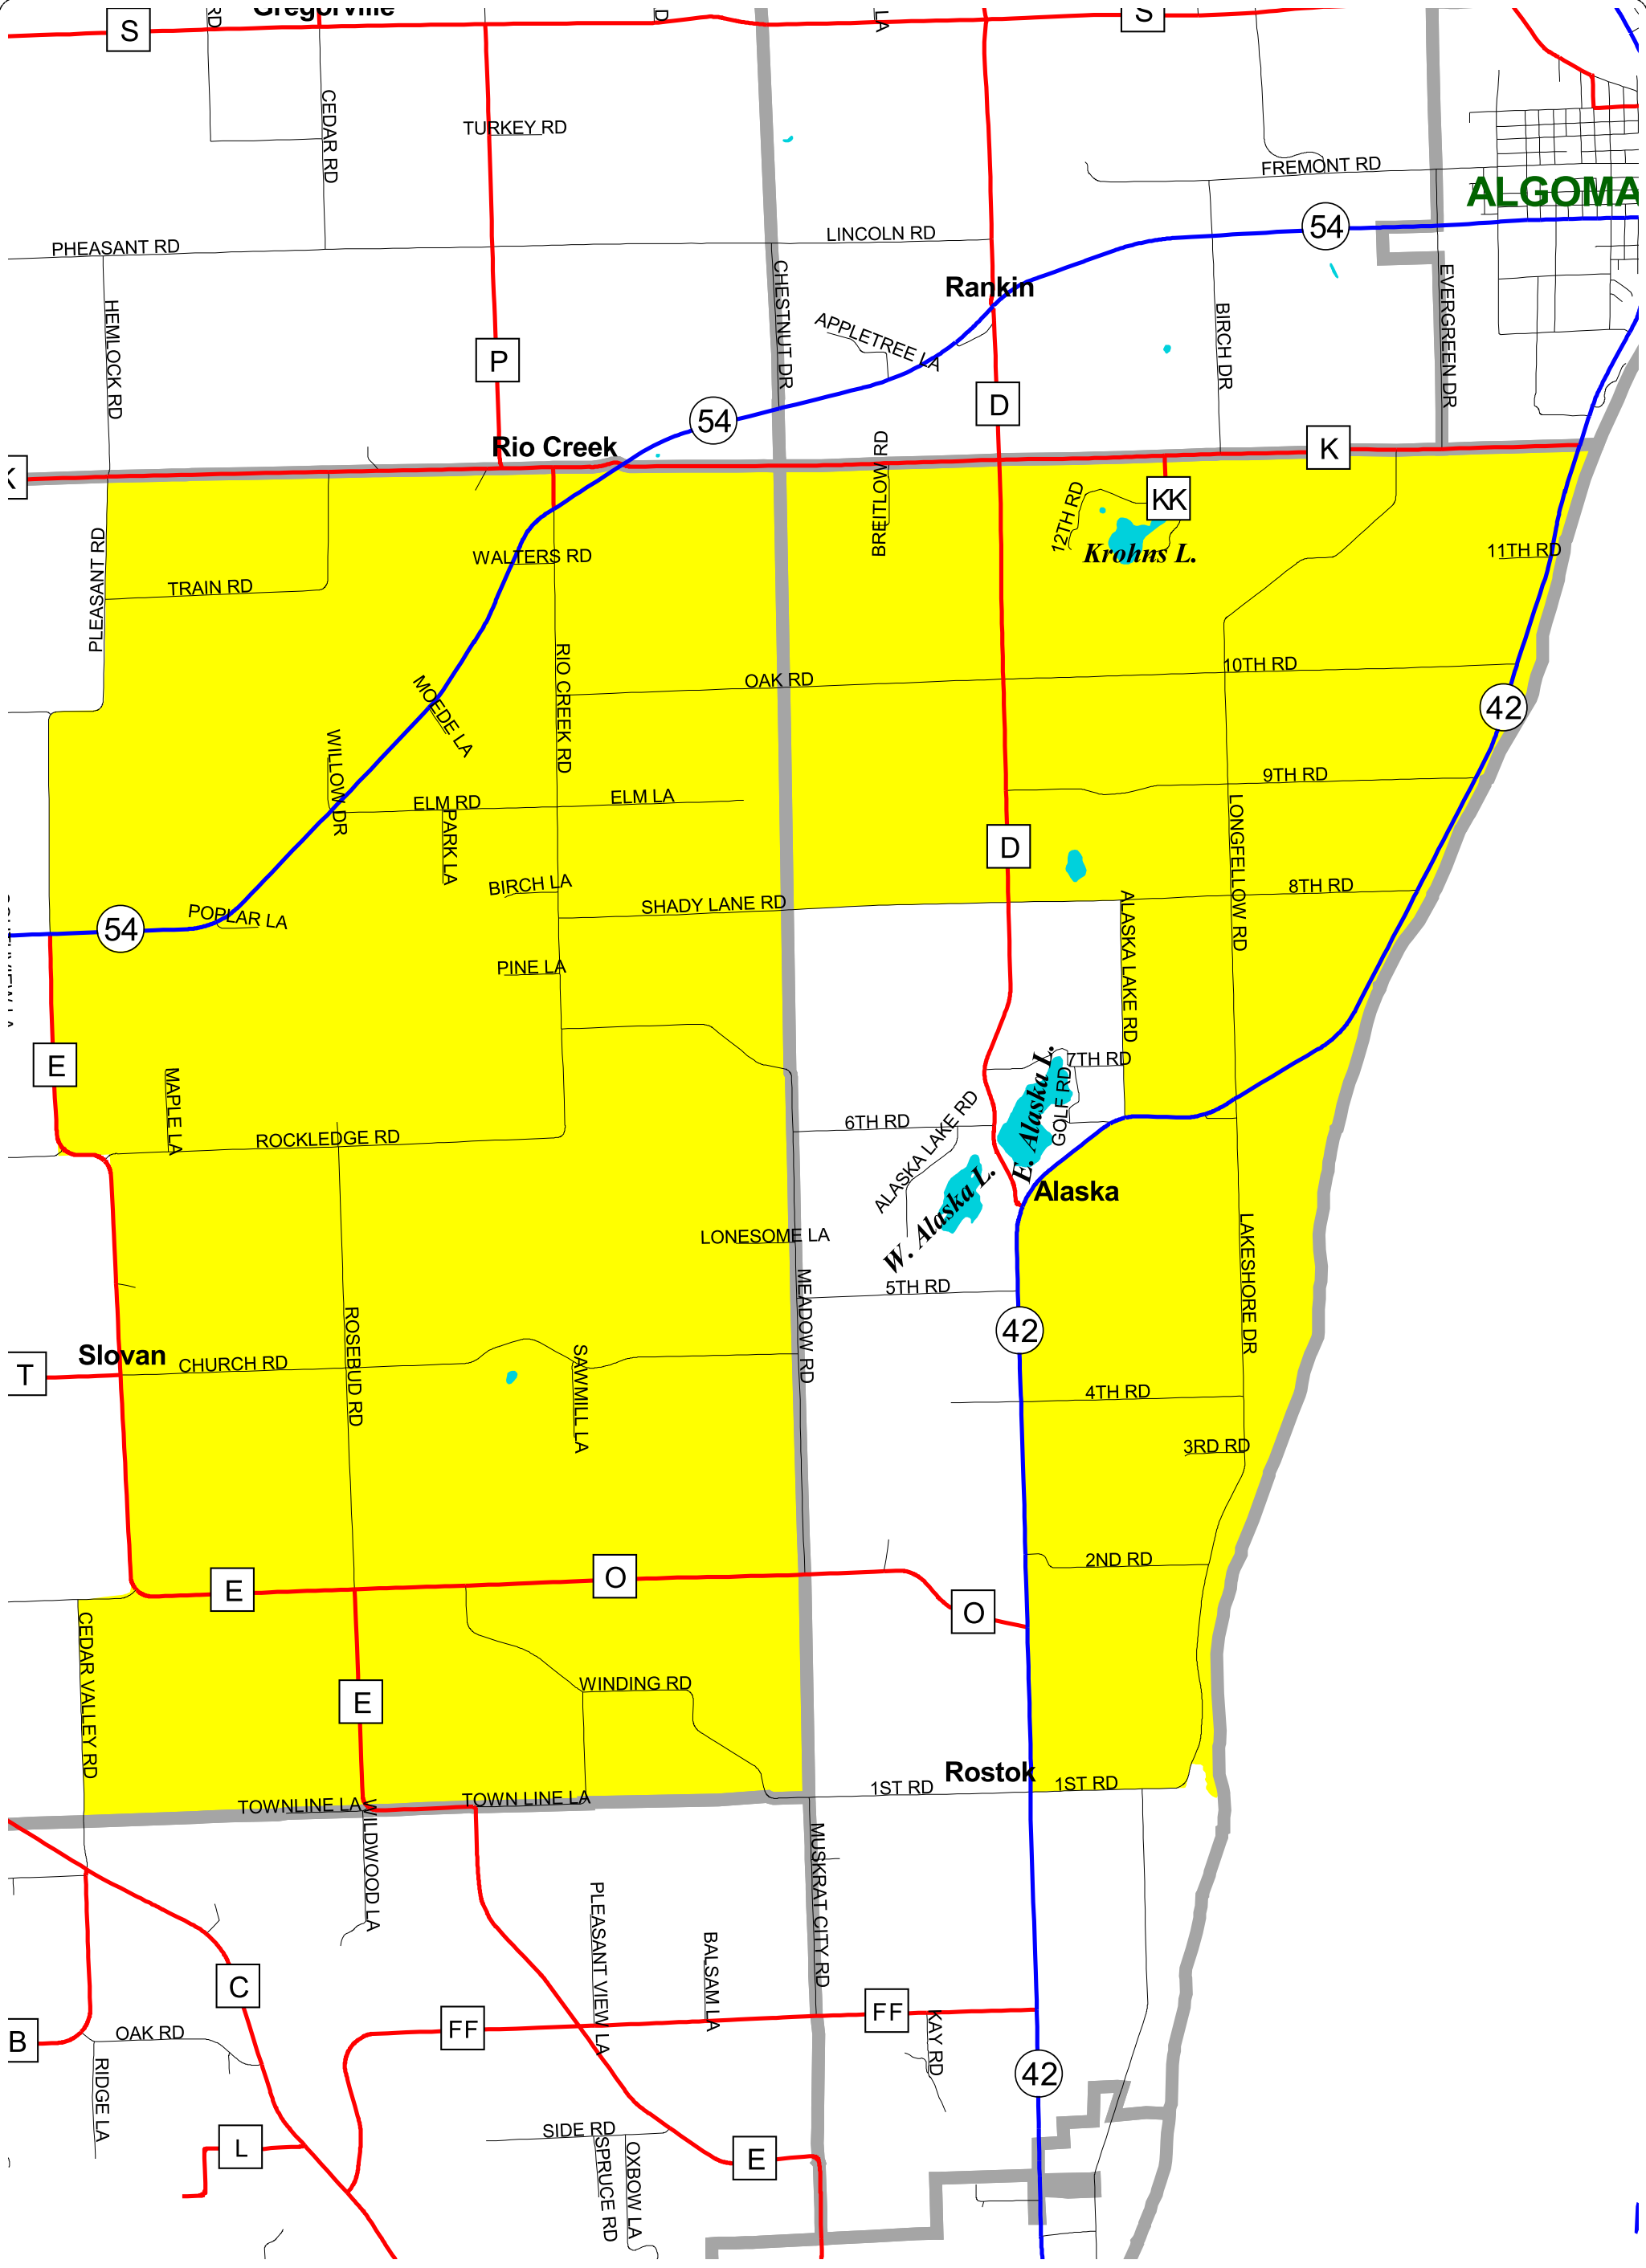 Gregorville
S
S
RD
D
LA
CEDAR RD
TURKEY RD
FREMONT RD
ALGOMA
54
PHEASANT RD
LINCOLN RD
HEMLOCK RD
CHESTNUT DR
Rankin
APPLETREE LA
BIRCH DR
EVERGREEN DR
P
D
54
Rio Creek
BREITLOW RD
K
K
12TH RD
KK
Krohns L.
11TH RD
PLEASANT RD
TRAIN RD
WALTERS RD
RIO CREEK RD
OAK RD
10TH RD
MOEDE LA
42
WILLOW DR
ELM RD
ELM LA
PARK LA
9TH RD
LONGFELLOW RD
D
BIRCH LA
SHADY LANE RD
8TH RD
ALASKA LAKE RD
54
POPLAR LA
PINE LA
E
MAPLE LA
7TH RD
GOLF RD
E. Alaska L.
ROCKLEDGE RD
6TH RD
ALASKA LAKE RD
W. Alaska L.
Alaska
LONESOME LA
LAKESHORE DR
MEADOW RD
5TH RD
42
ROSEBUD RD
Slovan
T
CHURCH RD
SAWMILL LA
4TH RD
3RD RD
E
O
2ND RD
O
CEDAR VALLEY RD
E
WINDING RD
Rostok
1ST RD
1ST RD
TOWNLINE LA
TOWN LINE LA
WILDWOOD LA
MUSKRAT CITY RD
PLEASANT VIEW LA
BALSAM LA
C
FF
FF
KAY RD
B
OAK RD
RIDGE LA
42
L
SIDE RD
SPRUCE RD
OXBOW LA
E